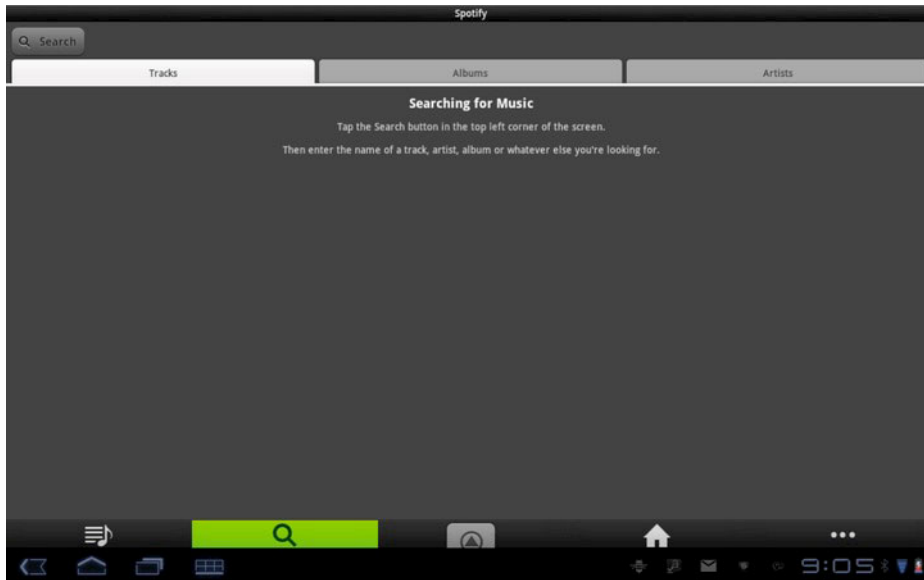 Spotify
Search
Tracks
Albums
Artists
Searching for Music
Tap the Search button in the top left corner of the screen.
Then enter the name of a track, artist, album or whatever else you're looking for.
9:05